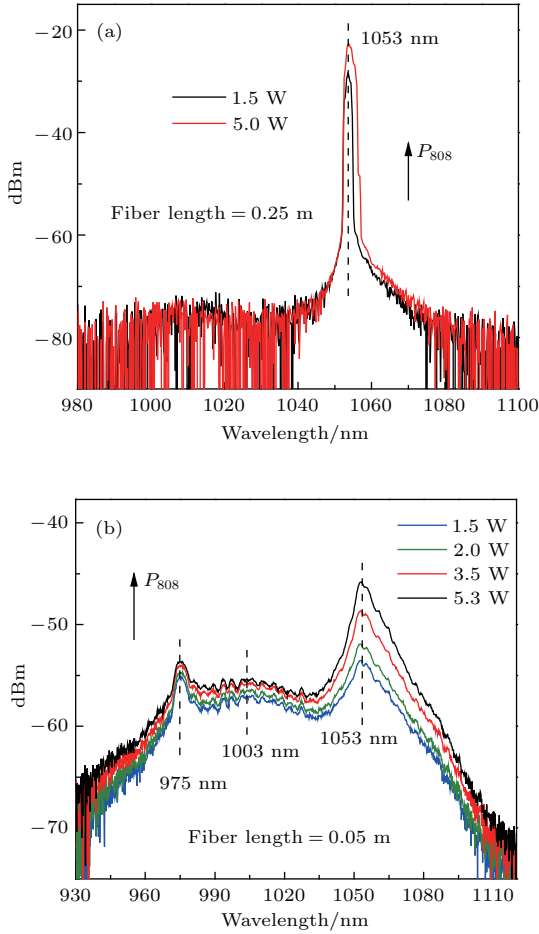 (a)
1053 nm
1.5 W
5.0 W
P808
Fiber length = 0.25 m
dBm
−20
−40
−60
−80
980 1000 1020 1040 1060 1080 1100
Wavelength/nm
(b)
1.5 W
2.0 W
3.5 W
5.3 W
P808
dBm
−40
−50
−60
−70
1003 nm
1053 nm
975 nm
Fiber length = 0.05 m
930 960 990 1020 1050 1080 1110
Wavelength/nm